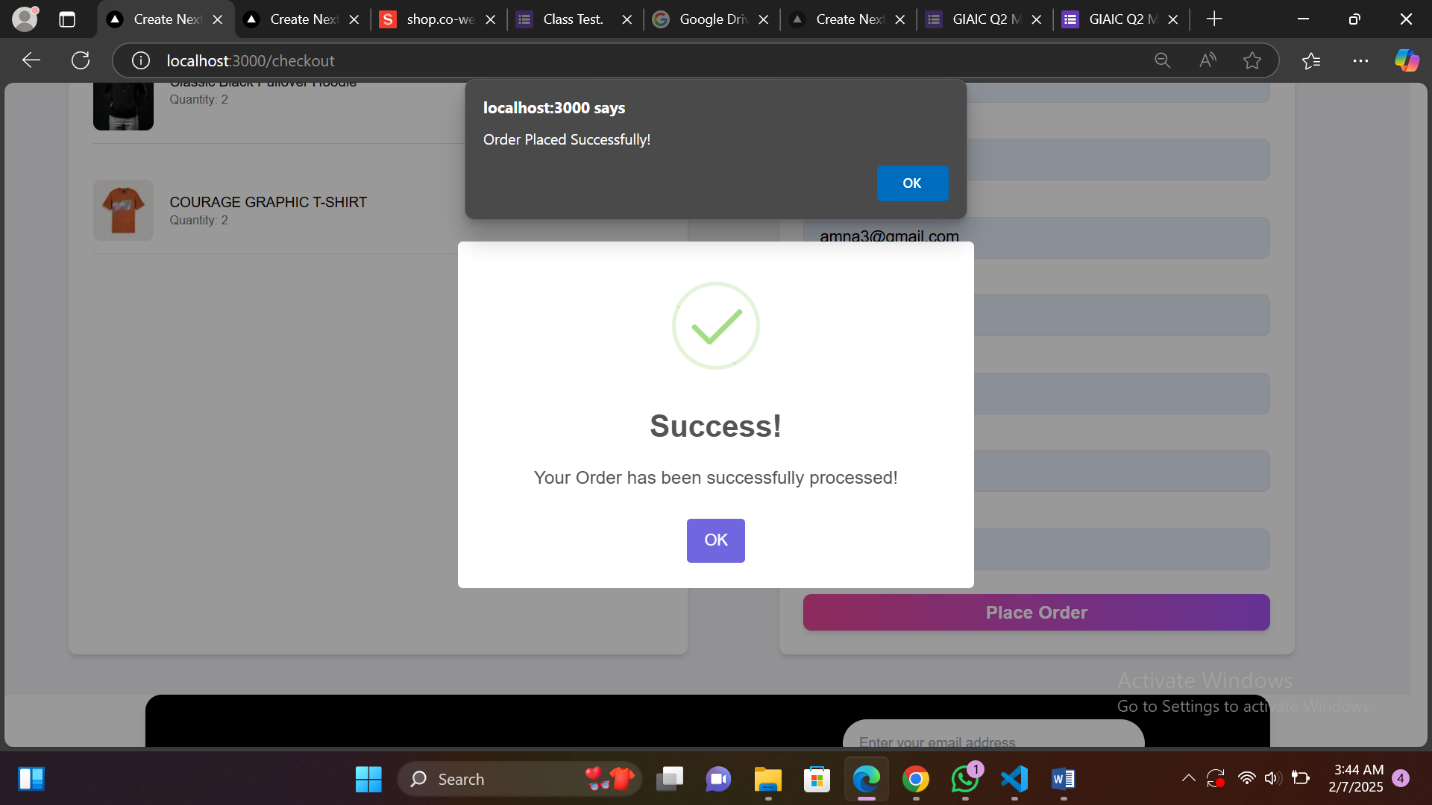 Create Next
Create Next
S
shop.co-we
Class Test.
Google Driv
Create Next
GIAIC Q2 M
GIAIC Q2 M
localhost:3000/checkout
Classic Black Pullover Hoodie
Quantity: 2
COURAGE GRAPHIC T-SHIRT
Quantity: 2
localhost:3000 says
Order Placed Successfully!
OK
amna3@gmail.com
Success!
Your Order has been successfully processed!
OK
Place Order
Enter your email address
Activate Windows
Go to Settings to activate Windows.
Search
1
3:44 AM
2/7/2025
4